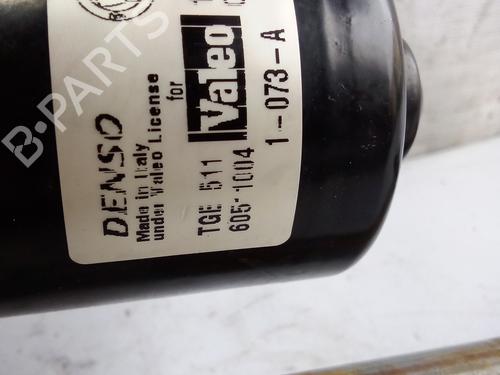 DENSO
Made in Italy
under Valeo License
for
Valeo
TGE 511
605-1004
1-073-A
B-PARTS